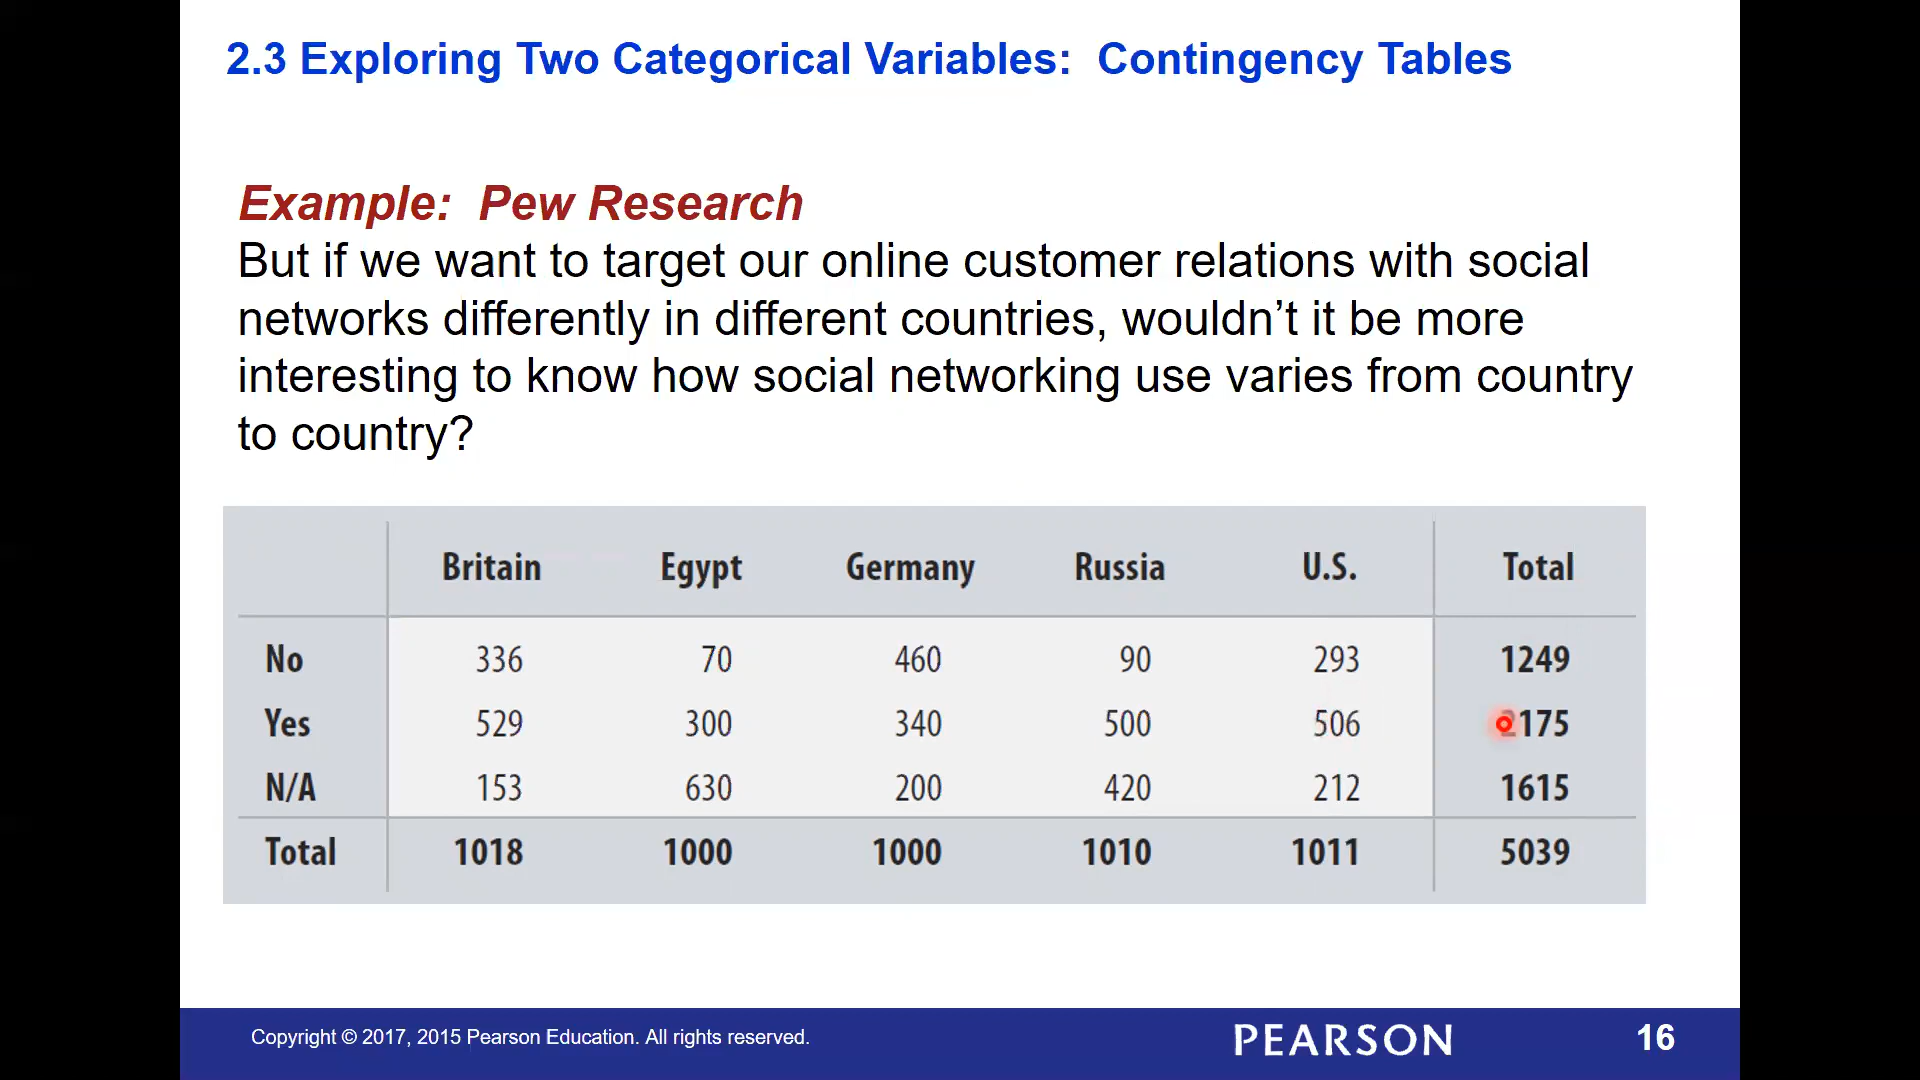 2.3 Exploring Two Categorical Variables:  Contingency Tables
Example:  Pew Research
But if we want to target our online customer relations with social
networks differently in different countries, wouldn’t it be more
interesting to know how social networking use varies from country
to country?
Britain Egypt Germany Russia U.S. Total
No 336 70 460 90 293 1249
Yes 529 300 340 500 506 2175
N/A 153 630 200 420 212 1615
Total 1018 1000 1000 1010 1011 5039
Copyright © 2017, 2015 Pearson Education. All rights reserved. PEARSON 16